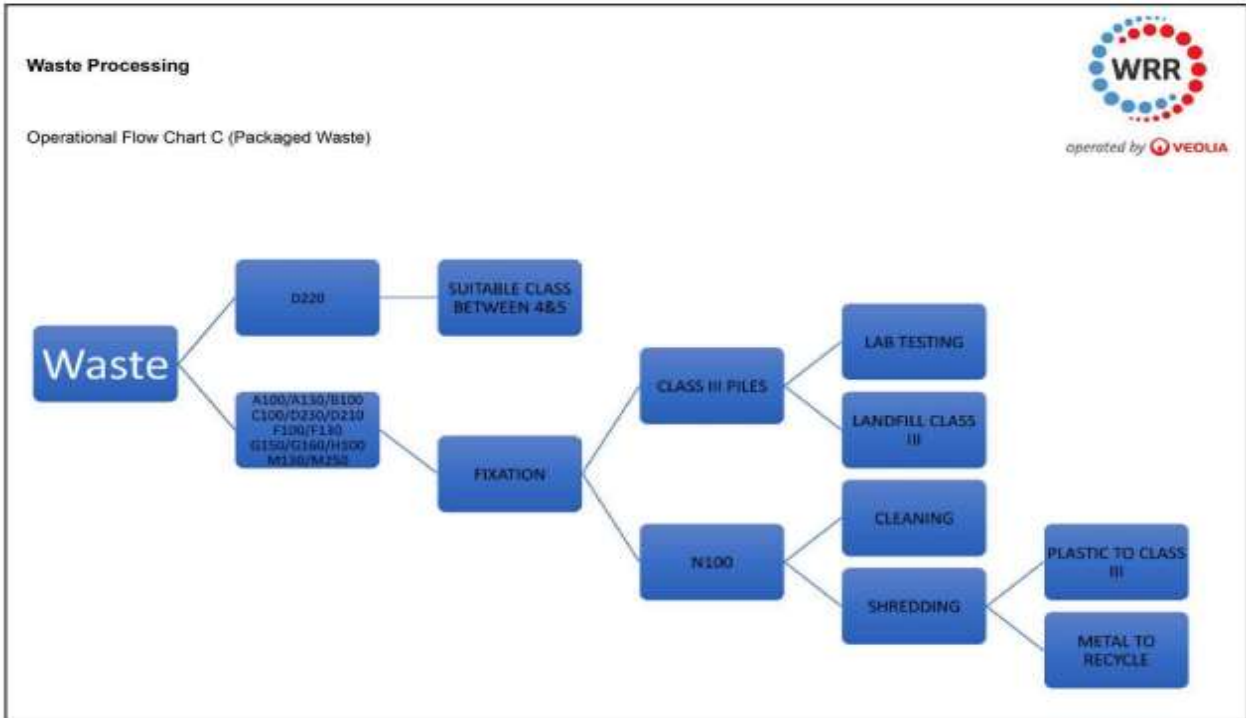 Waste Processing
WRR
Operational Flow Chart C (Packaged Waste)
operated by VEOLIA
Waste
D220
SUITABLE CLASS
BETWEEN 4&5
A100/A130/B100
C100/D230/D210
F100/F130
G150/G160/H100
M130/M250
FIXATION
CLASS III PILES
LAB TESTING
LANDFILL CLASS
III
N100
CLEANING
SHREDDING
PLASTIC TO CLASS
III
METAL TO
RECYCLE